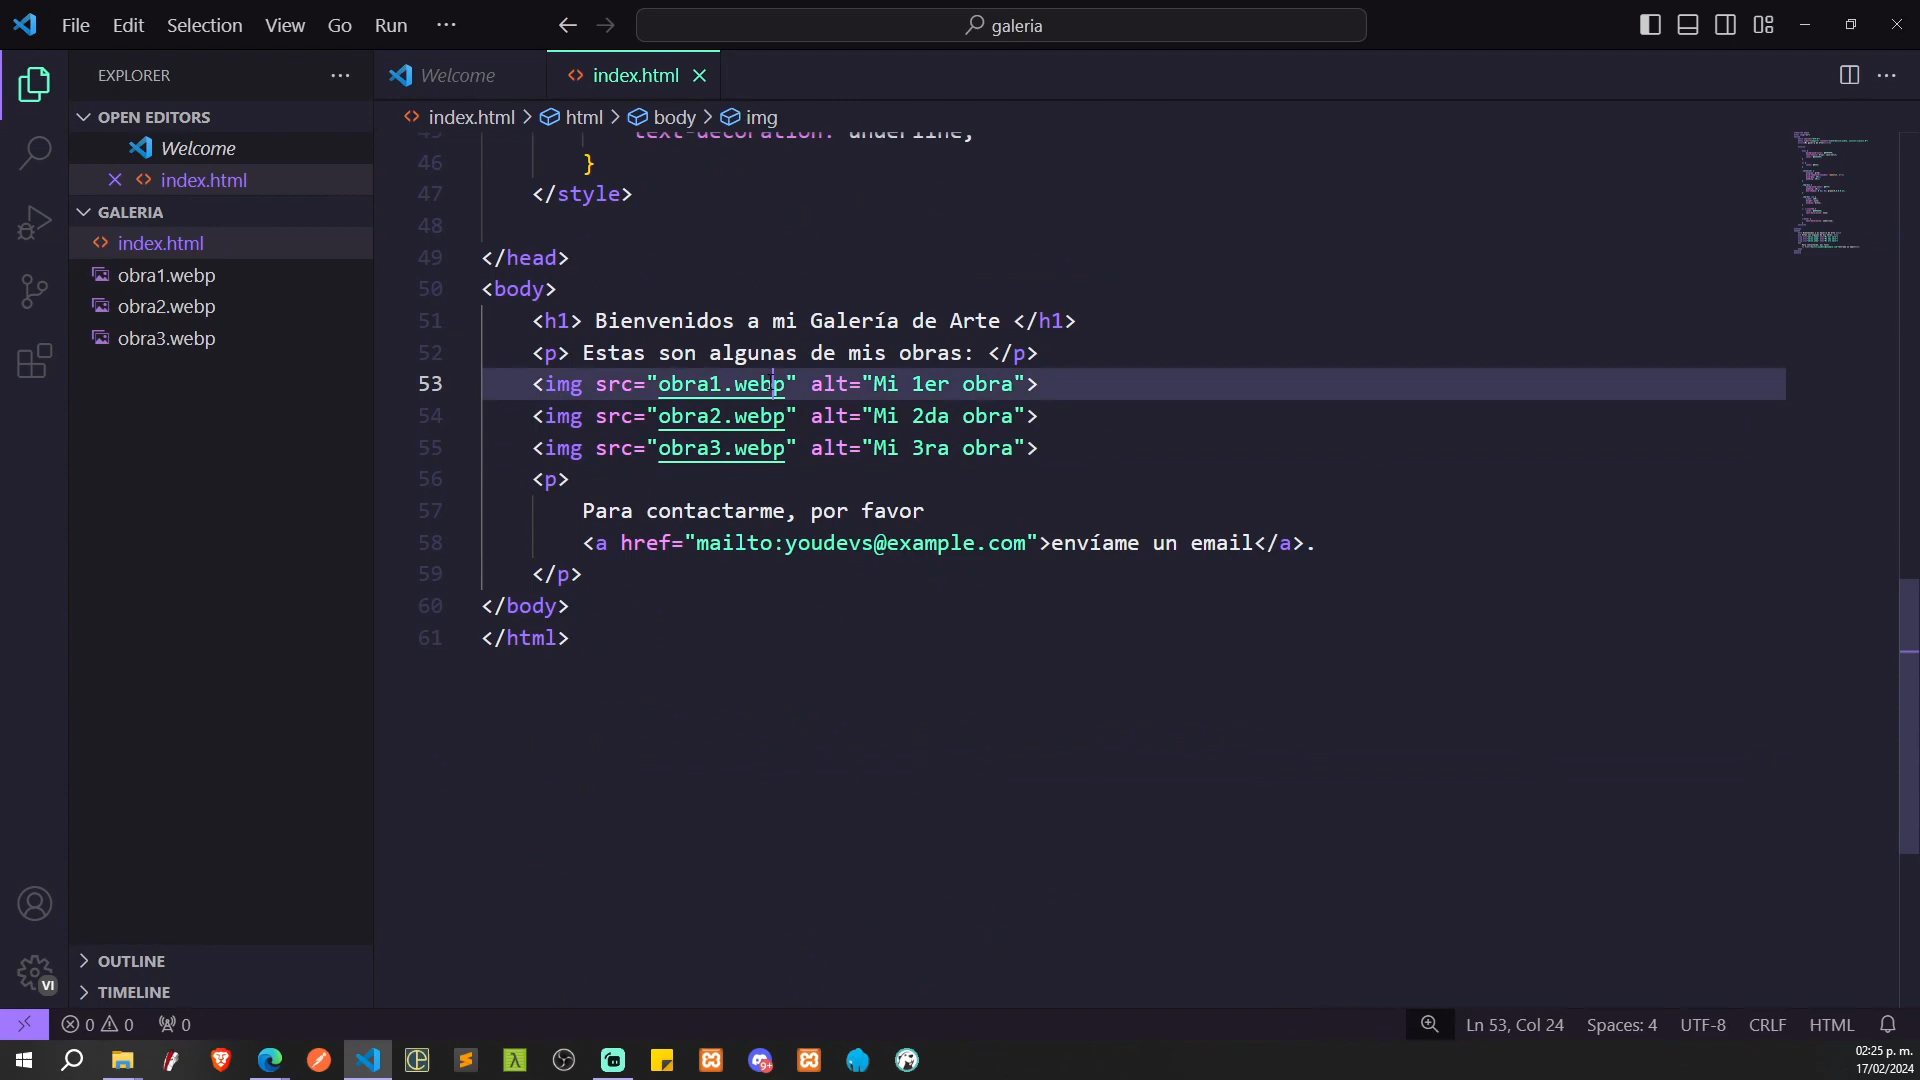 File Edit Selection View Go Run ···
galeria
EXPLORER ···
OPEN EDITORS
Welcome
index.html
GALERIA
index.html
obra1.webp
obra2.webp
obra3.webp
OUTLINE
TIMELINE
VI
Welcome index.html
index.html > html > body > img
45 text-decoration: underline;
46 }
47 </style>
48
49 </head>
50 <body>
51 <h1> Bienvenidos a mi Galería de Arte </h1>
52 <p> Estas son algunas de mis obras: </p>
53 <img src="obra1.webp" alt="Mi 1er obra">
54 <img src="obra2.webp" alt="Mi 2da obra">
55 <img src="obra3.webp" alt="Mi 3ra obra">
56 <p>
57 Para contactarme, por favor
58 <a href="mailto:youdevs@example.com">envíame un email</a>.
59 </p>
60 </body>
61 </html>
0 0 0 Ln 53, Col 24 Spaces: 4 UTF-8 CRLF HTML
9+
02:25 p. m.
17/02/2024